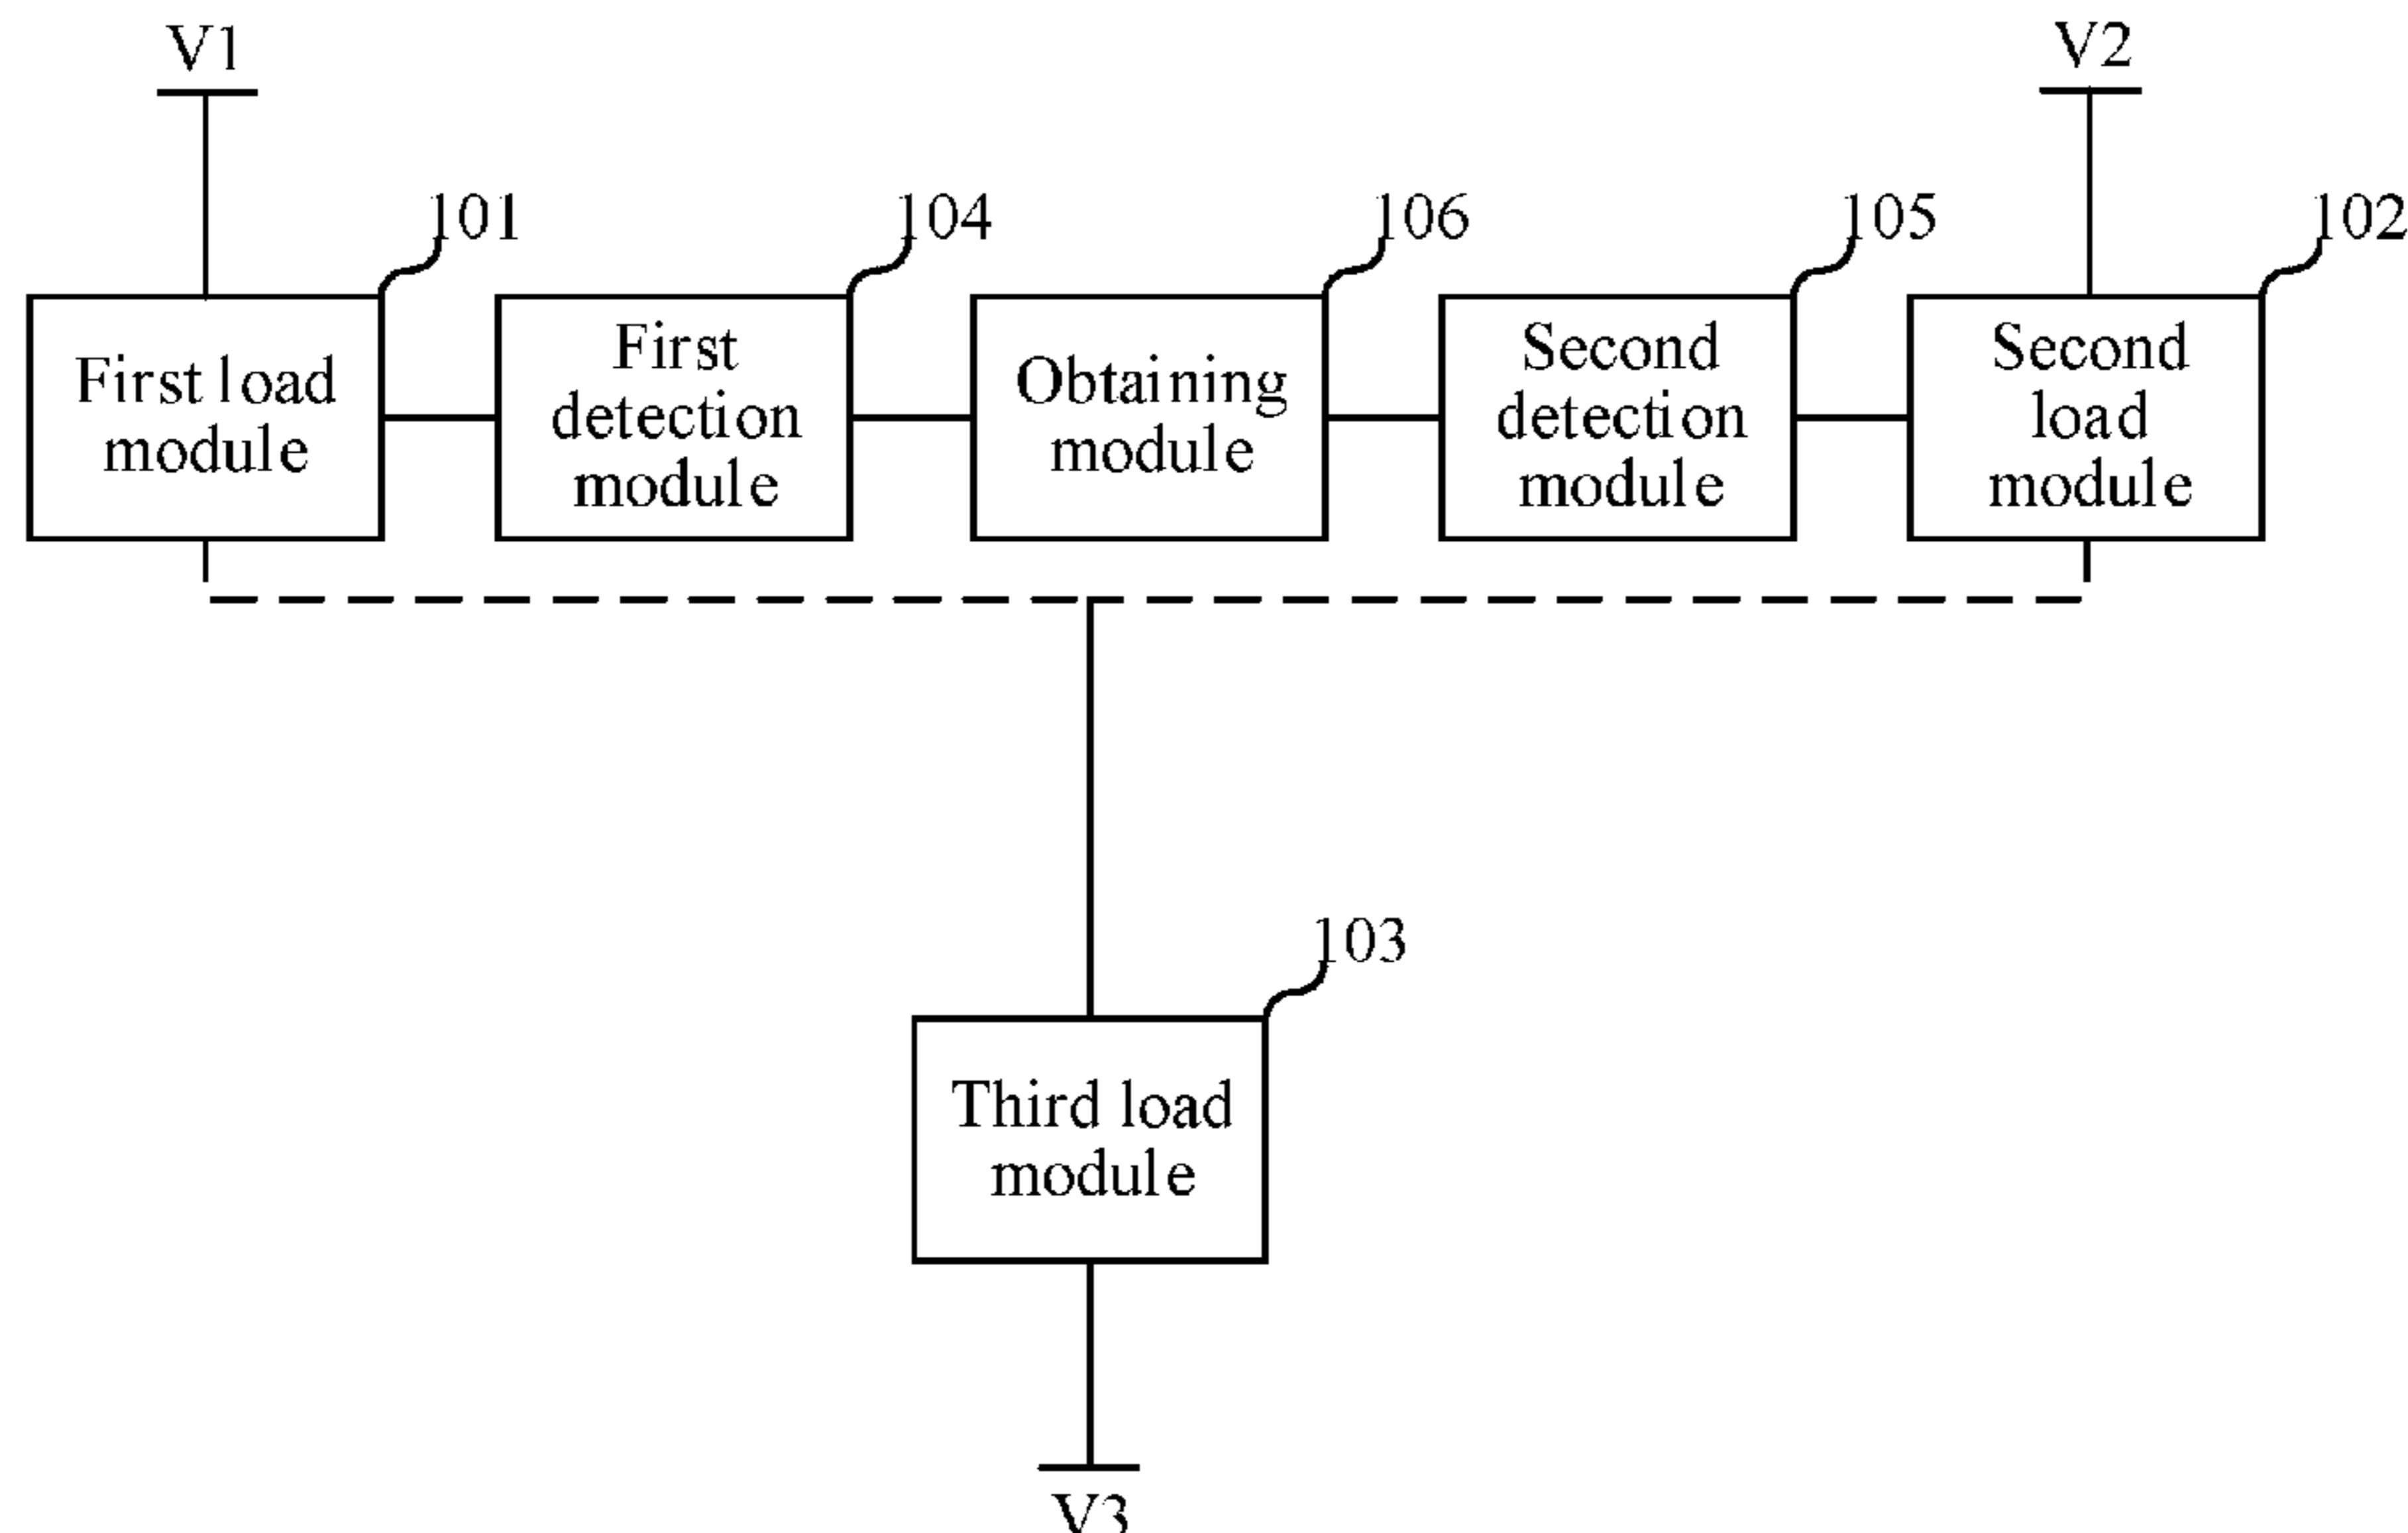 V1
V2
101
104
106
105
102
First load
module
First
detection
module
Obtaining
module
Second
detection
module
Second
load
module
103
Third load
module
V3